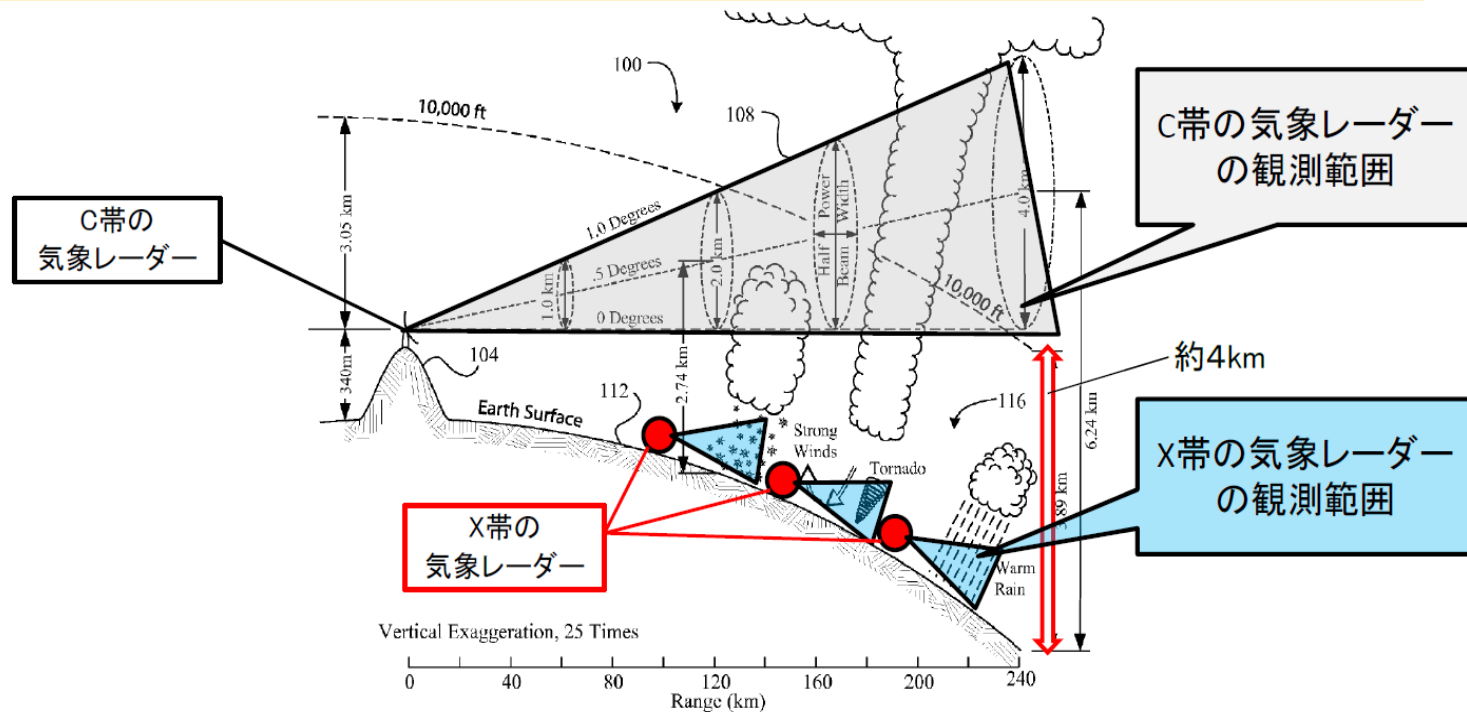 100
10,000 ft
108
C帯の気象レーダー
の観測範囲
3.05 km
C帯の
気象レーダー
1.0 Degrees
.5 Degrees
0 Degrees
1.0 km
2.0 km
Half Power
Beam Width
4.0 km
10,000 ft
340m
104
2.74 km
約4km
112
Earth Surface
116
6.24 km
Strong
Winds
Tornado
X帯の気象レーダー
の観測範囲
89 km
X帯の
気象レーダー
Warm
Rain
Vertical Exaggeration, 25 Times
0 40 80 120 160 200 240
Range (km)